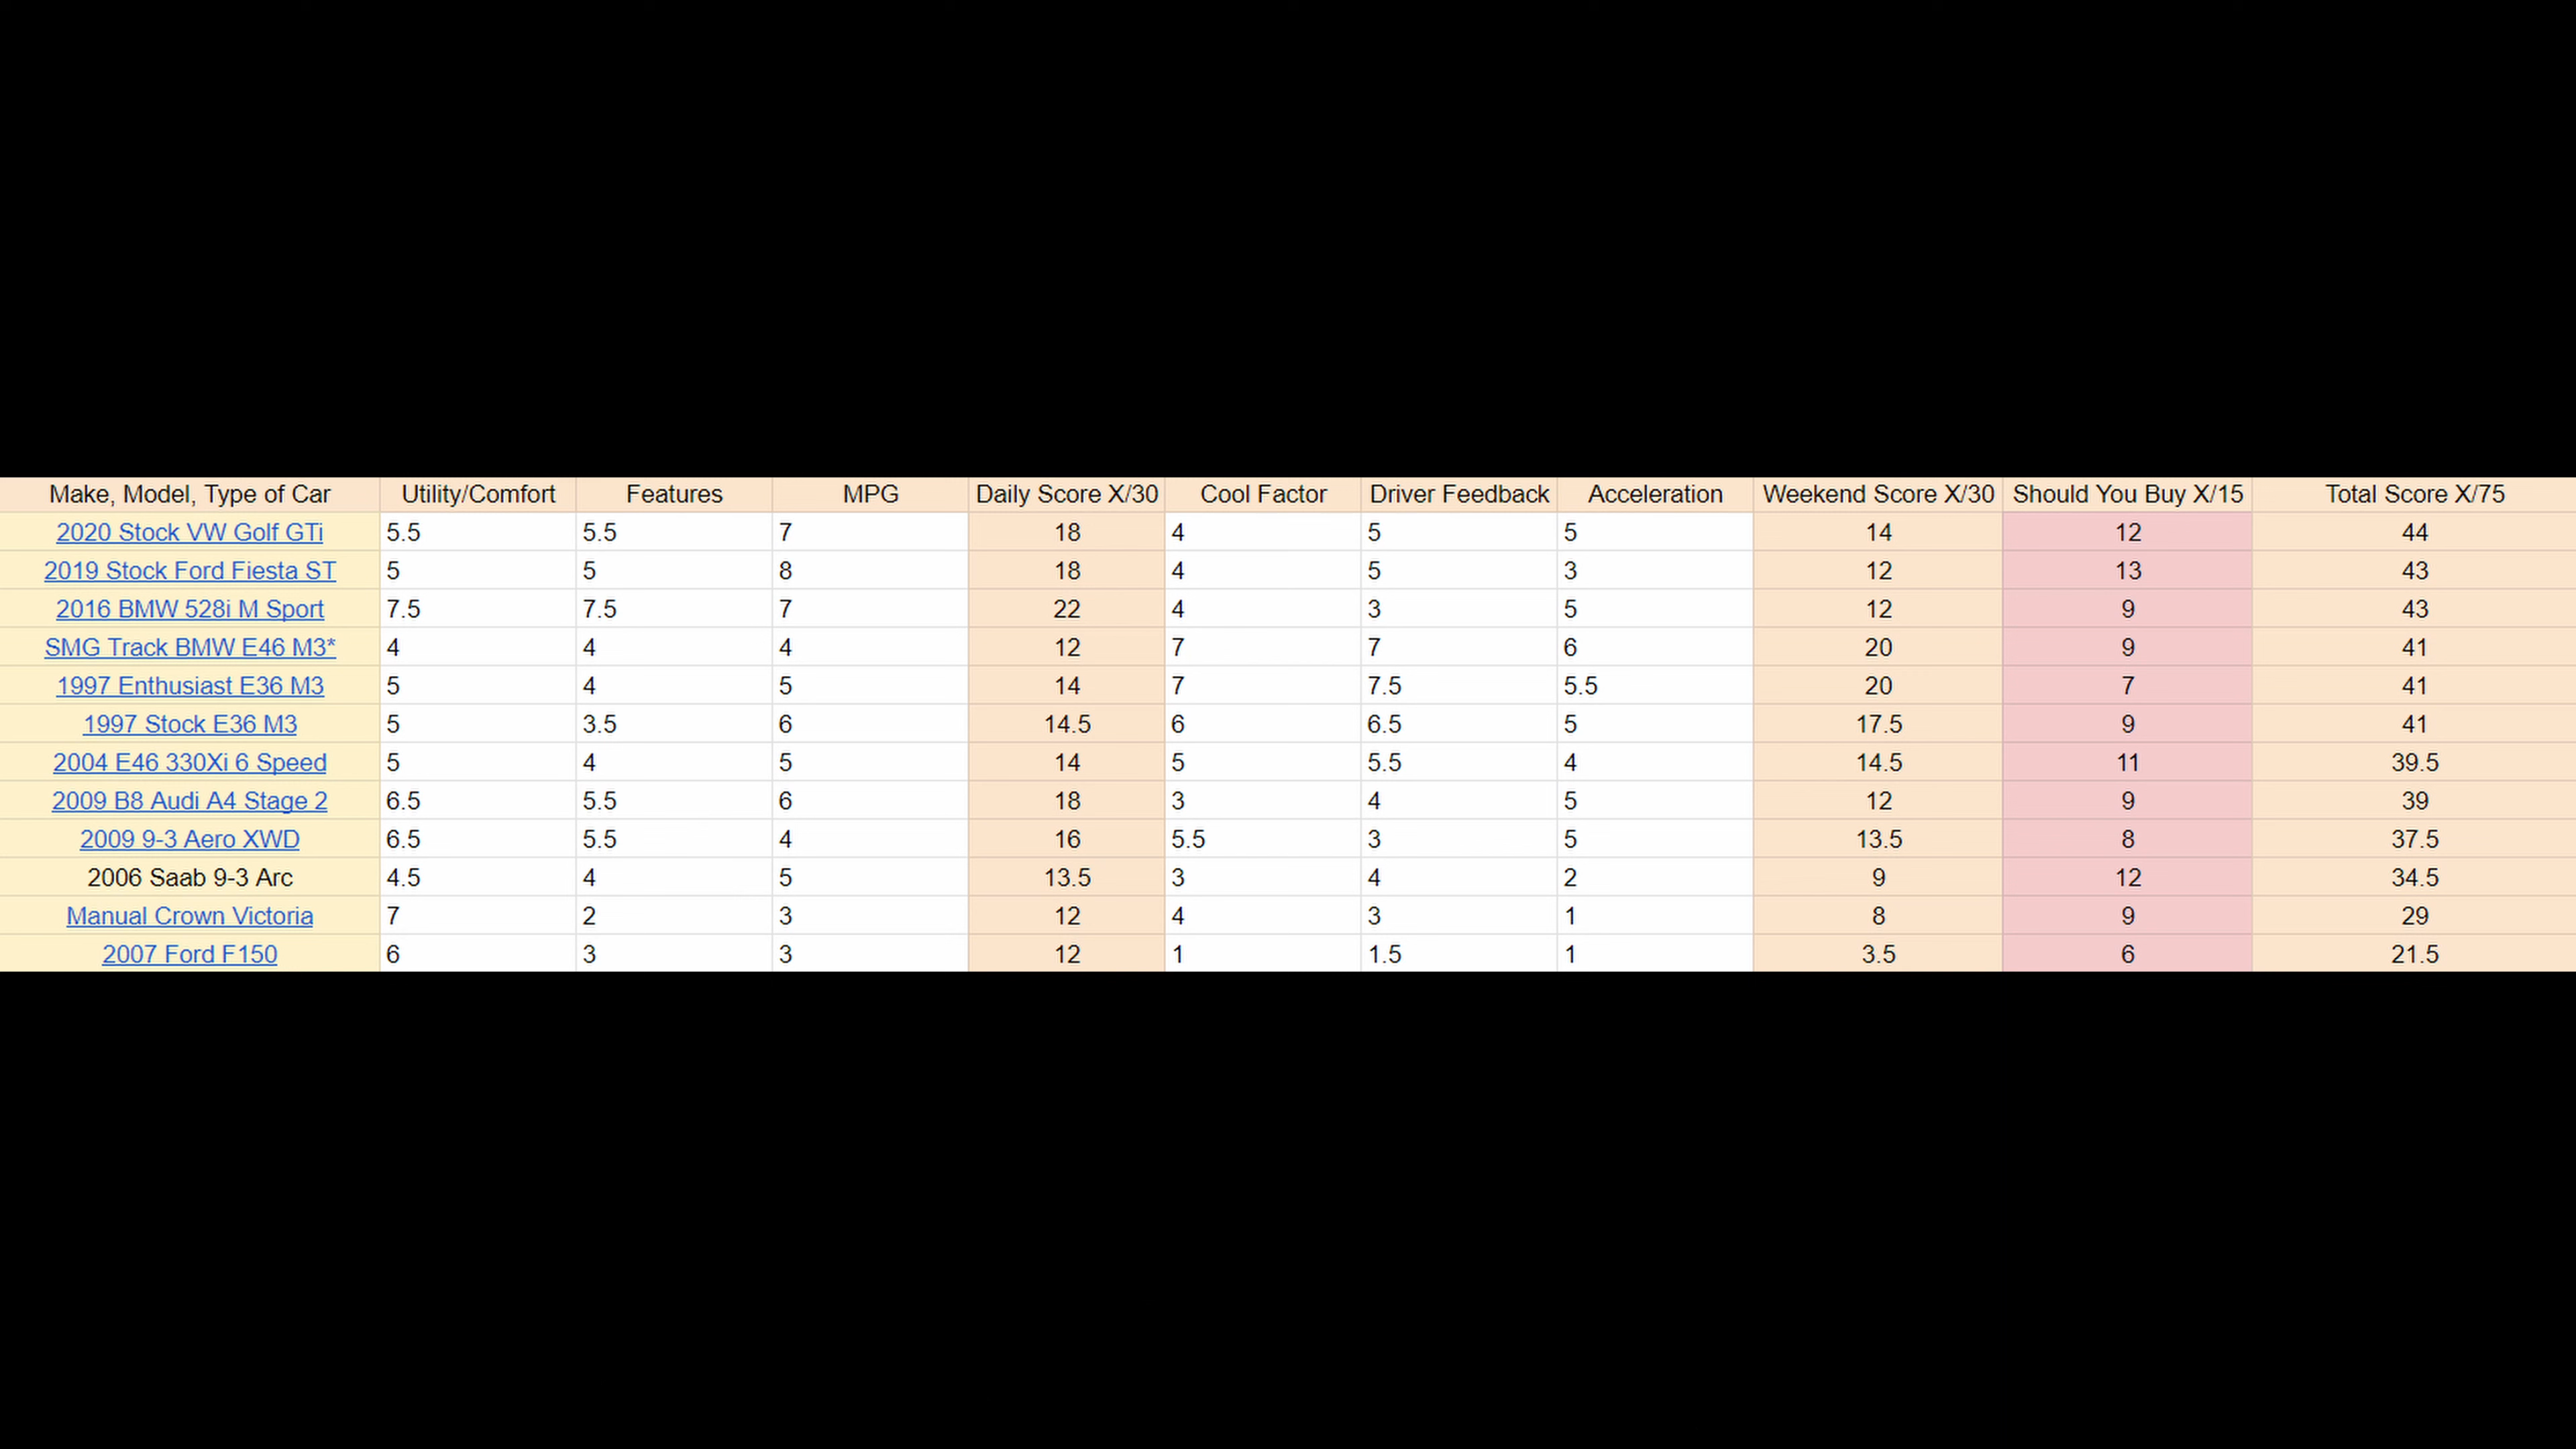 Make, Model, Type of Car Utility/Comfort Features MPG Daily Score X/30 Cool Factor Driver Feedback Acceleration Weekend Score X/30 Should You Buy X/15 Total Score X/75
2020 Stock VW Golf GTi 5.5 5.5 7 18 4 5 5 14 12 44
2019 Stock Ford Fiesta ST 5 5 8 18 4 5 3 12 13 43
2016 BMW 528i M Sport 7.5 7.5 7 22 4 3 5 12 9 43
SMG Track BMW E46 M3* 4 4 4 12 7 7 6 20 9 41
1997 Enthusiast E36 M3 5 4 5 14 7 7.5 5.5 20 7 41
1997 Stock E36 M3 5 3.5 6 14.5 6 6.5 5 17.5 9 41
2004 E46 330Xi 6 Speed 5 4 5 14 5 5.5 4 14.5 11 39.5
2009 B8 Audi A4 Stage 2 6.5 5.5 6 18 3 4 5 12 9 39
2009 9-3 Aero XWD 6.5 5.5 4 16 5.5 3 5 13.5 8 37.5
2006 Saab 9-3 Arc 4.5 4 5 13.5 3 4 2 9 12 34.5
Manual Crown Victoria 7 2 3 12 4 3 1 8 9 29
2007 Ford F150 6 3 3 12 1 1.5 1 3.5 6 21.5